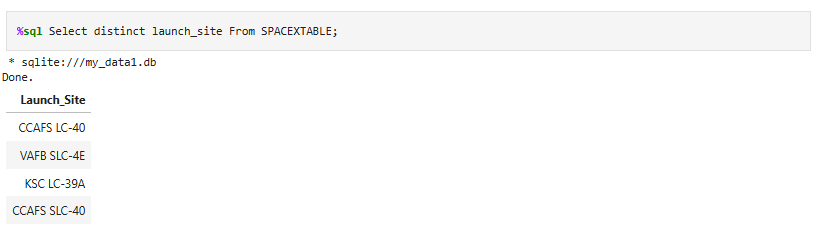 %sql Select distinct launch_site From SPACEXTABLE;
* sqlite:///my_data1.db
Done.
Launch_Site
CCAFS LC-40
VAFB SLC-4E
KSC LC-39A
CCAFS SLC-40